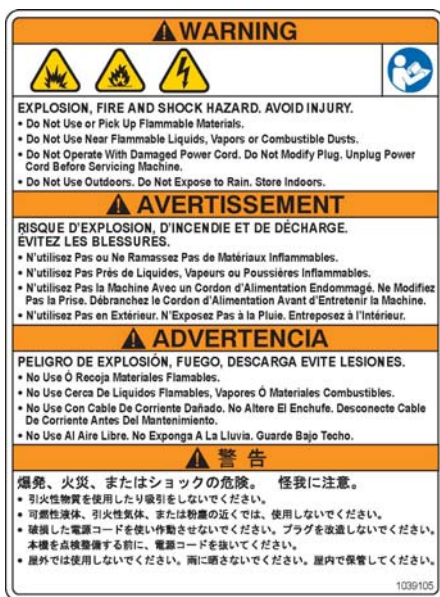 WARNING
EXPLOSION, FIRE AND SHOCK HAZARD. AVOID INJURY.
• Do Not Use or Pick Up Flammable Materials.
• Do Not Use Near Flammable Liquids, Vapors or Combustible Dusts.
• Do Not Operate With Damaged Power Cord. Do Not Modify Plug. Unplug Power
Cord Before Servicing Machine.
• Do Not Use Outdoors. Do Not Expose to Rain. Store Indoors.
AVERTISSEMENT
RISQUE D'EXPLOSION, D'INCENDIE ET DE DÉCHARGE.
ÉVITEZ LES BLESSURES.
• N'utilisez Pas ou Ne Ramassez Pas de Matériaux Inflammables.
• N'utilisez Pas Prés de Liquides, Vapeurs ou Poussières Inflammables.
• N'utilisez Pas la Machine Avec un Cordon d'Alimentation Endommagé. Ne Modifiez
Pas la Prise. Débranchez le Cordon d'Alimentation Avant d'Entretenir la Machine.
• N'utilisez Pas en Extérieur. N'Exposez Pas à la Pluie. Entreposez à l'Intérieur.
ADVERTENCIA
PELIGRO DE EXPLOSIÓN, FUEGO, DESCARGA EVITE LESIONES.
• No Use Ó Recoja Materiales Flamables.
• No Use Cerca De Líquidos Flamables, Vapores Ó Materiales Combustibles.
• No Use Con Cable De Corriente Dañado. No Altere El Enchufe. Desconecte Cable
De Corriente Antes Del Mantenimiento.
• No Use Al Aire Libre. No Exponga A La Lluvia. Guarde Bajo Techo.
警告
爆発、火災、またはショックの危険。 怪我に注意。
• 引火性物質を使用したり吸引をしないでください。
• 可燃性液体、引火性気体、または粉塵の近くでは、使用しないでください。
• 破損した電源コードを使い作動させないでください。プラグを改造しないでください。
本機を点検整備する前に、電源コードを抜いてください。
• 屋外では使用しないでください。雨に晒さないでください。屋内で保管してください。
1039105